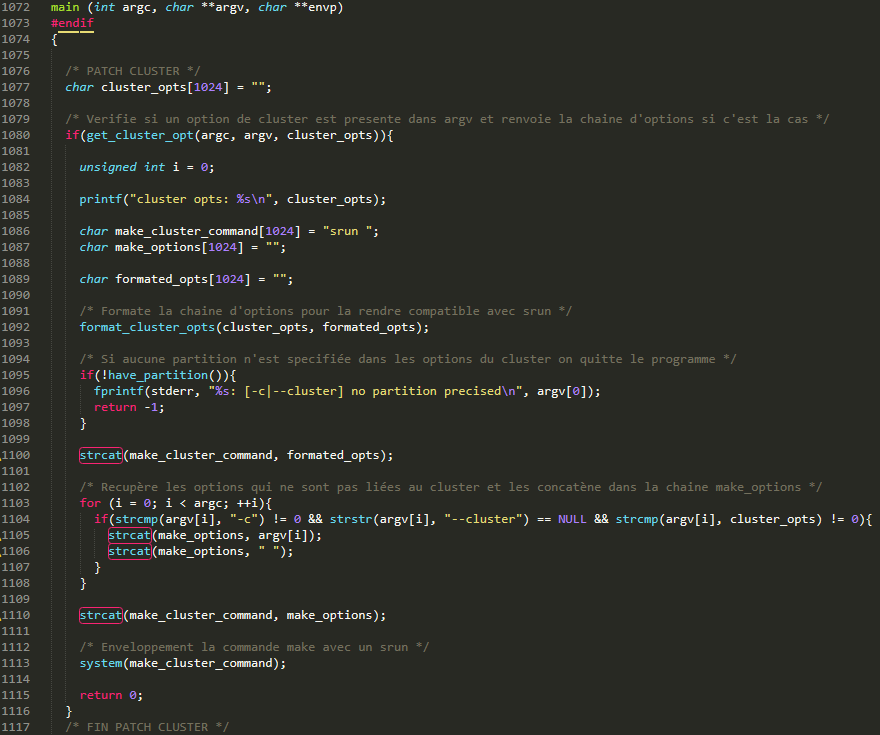 1072 main (int argc, char **argv, char **envp)
1073 #endif
1074 {
1075
1076 /* PATCH CLUSTER */
1077 char cluster_opts[1024] = "";
1078
1079 /* Verifie si un option de cluster est presente dans argv et renvoie la chaine d'options si c'est la cas */
1080 if(get_cluster_opt(argc, argv, cluster_opts)){
1081
1082 unsigned int i = 0;
1083
1084 printf("cluster opts: %s\n", cluster_opts);
1085
1086 char make_cluster_command[1024] = "srun ";
1087 char make_options[1024] = "";
1088
1089 char formated_opts[1024] = "";
1090
1091 /* Formate la chaine d'options pour la rendre compatible avec srun */
1092 format_cluster_opts(cluster_opts, formated_opts);
1093
1094 /* Si aucune partition n'est specifiée dans les options du cluster on quitte le programme */
1095 if(!have_partition()){
1096 fprintf(stderr, "%s: [-c|--cluster] no partition precised\n", argv[0]);
1097 return -1;
1098 }
1099
1100 strcat(make_cluster_command, formated_opts);
1101
1102 /* Recupère les options qui ne sont pas liées au cluster et les concatène dans la chaine make_options */
1103 for (i = 0; i < argc; ++i){
1104 if(strcmp(argv[i], "-c") != 0 && strstr(argv[i], "--cluster") == NULL && strcmp(argv[i], cluster_opts) != 0){
1105 strcat(make_options, argv[i]);
1106 strcat(make_options, " ");
1107 }
1108 }
1109
1110 strcat(make_cluster_command, make_options);
1111
1112 /* Enveloppement la commande make avec un srun */
1113 system(make_cluster_command);
1114
1115 return 0;
1116 }
1117 /* FIN PATCH CLUSTER */